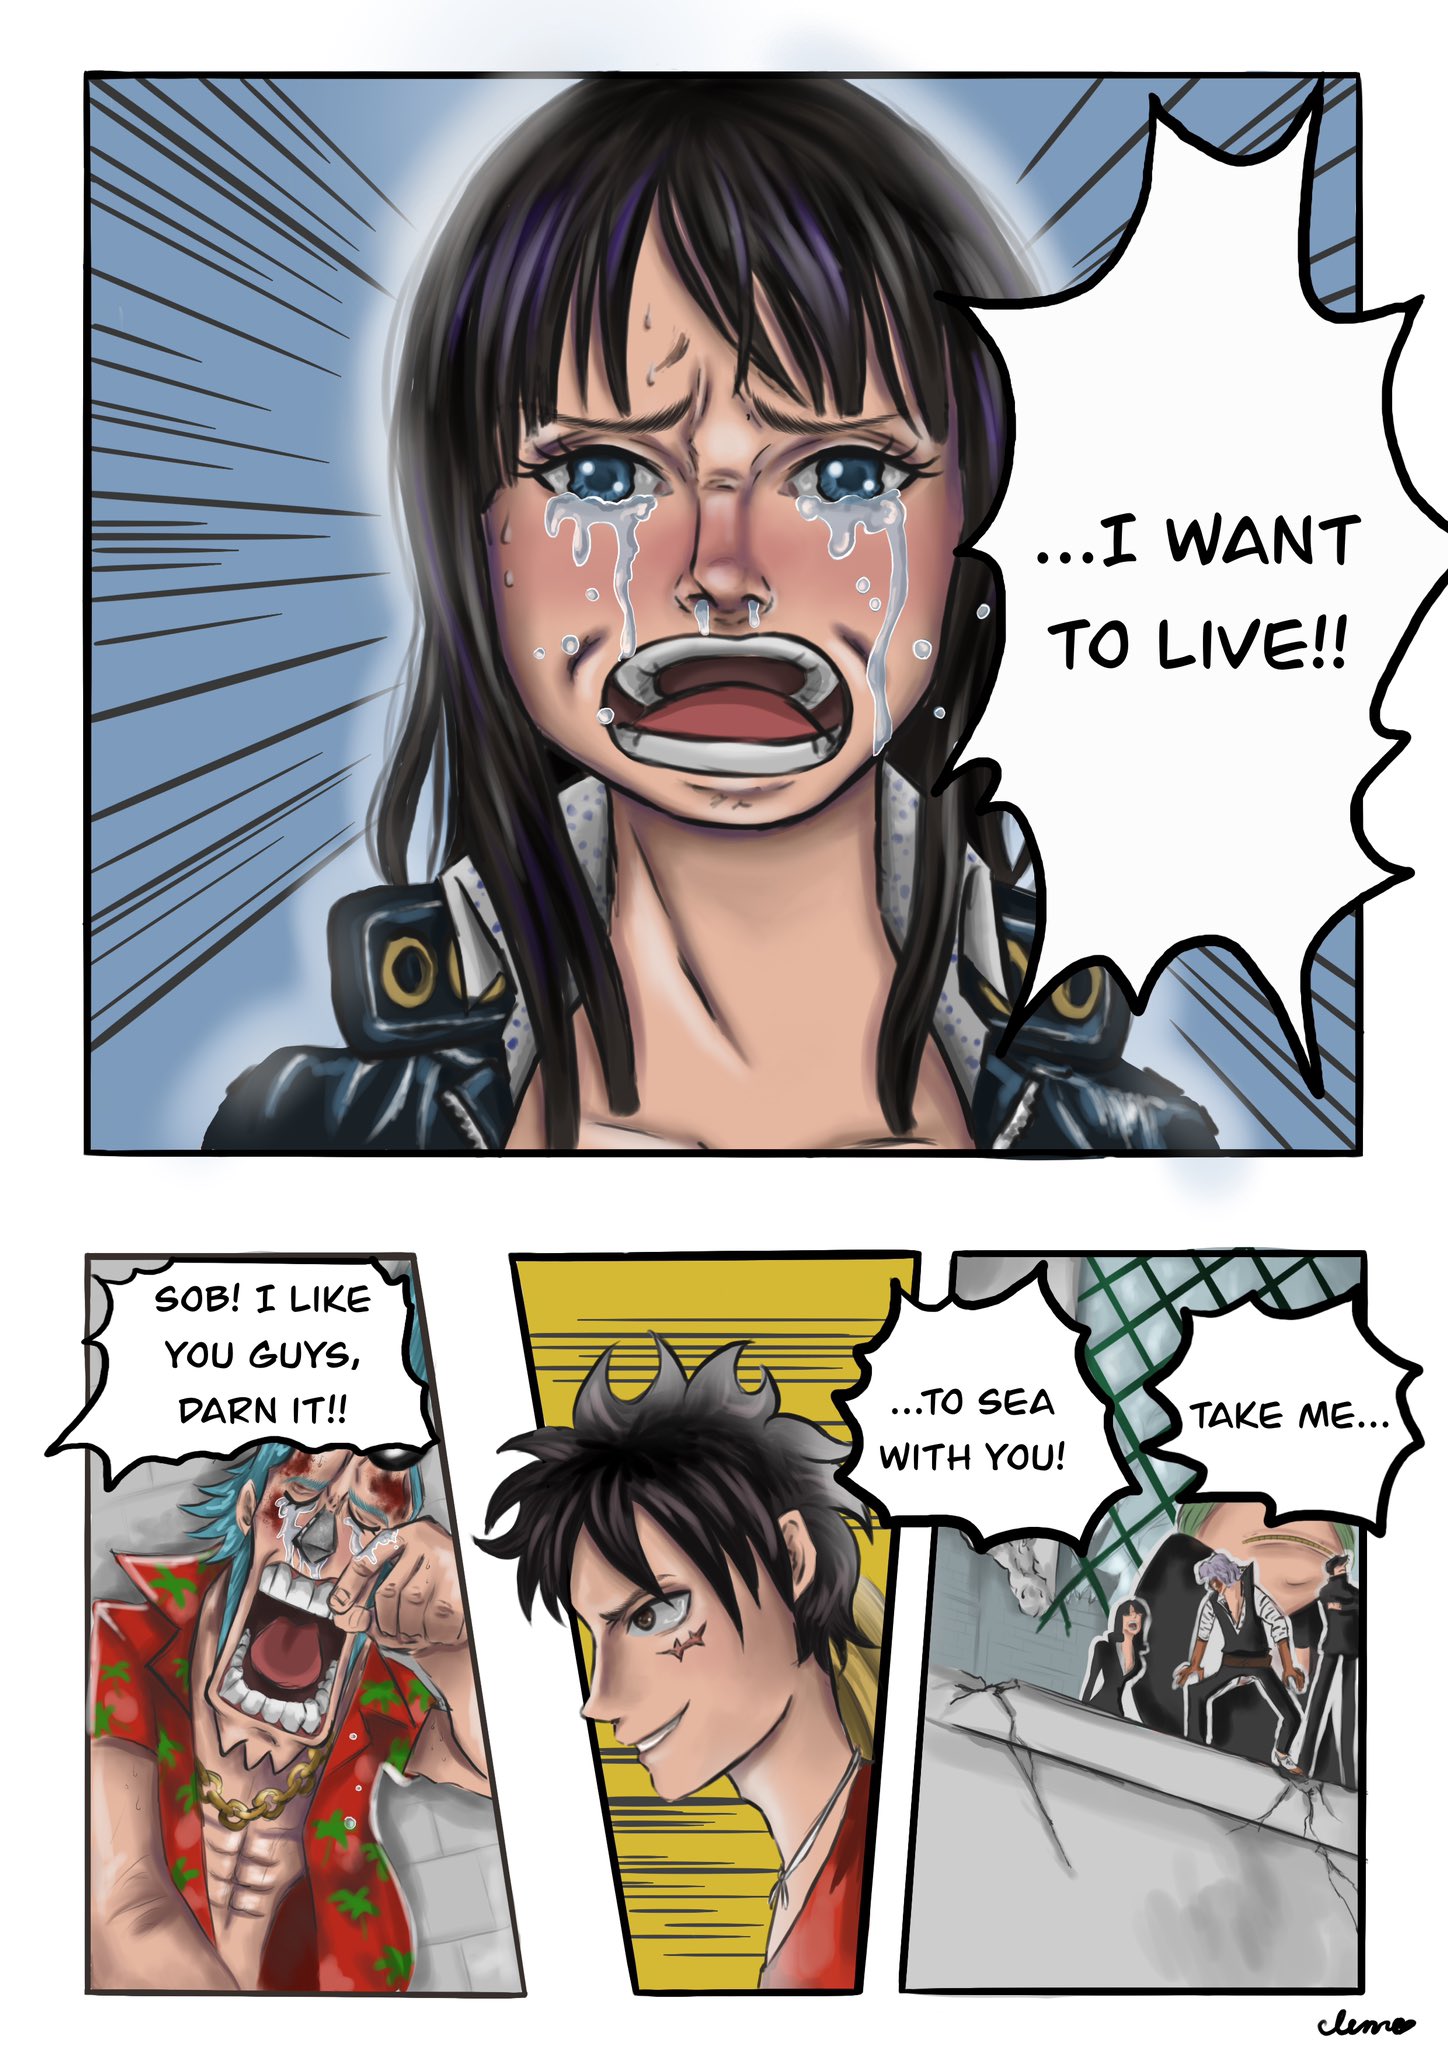 ...I WANT
TO LIVE!!
TAKE ME...
...TO SEA
WITH YOU!
SOB! I LIKE
YOU GUYS,
DARN IT!!